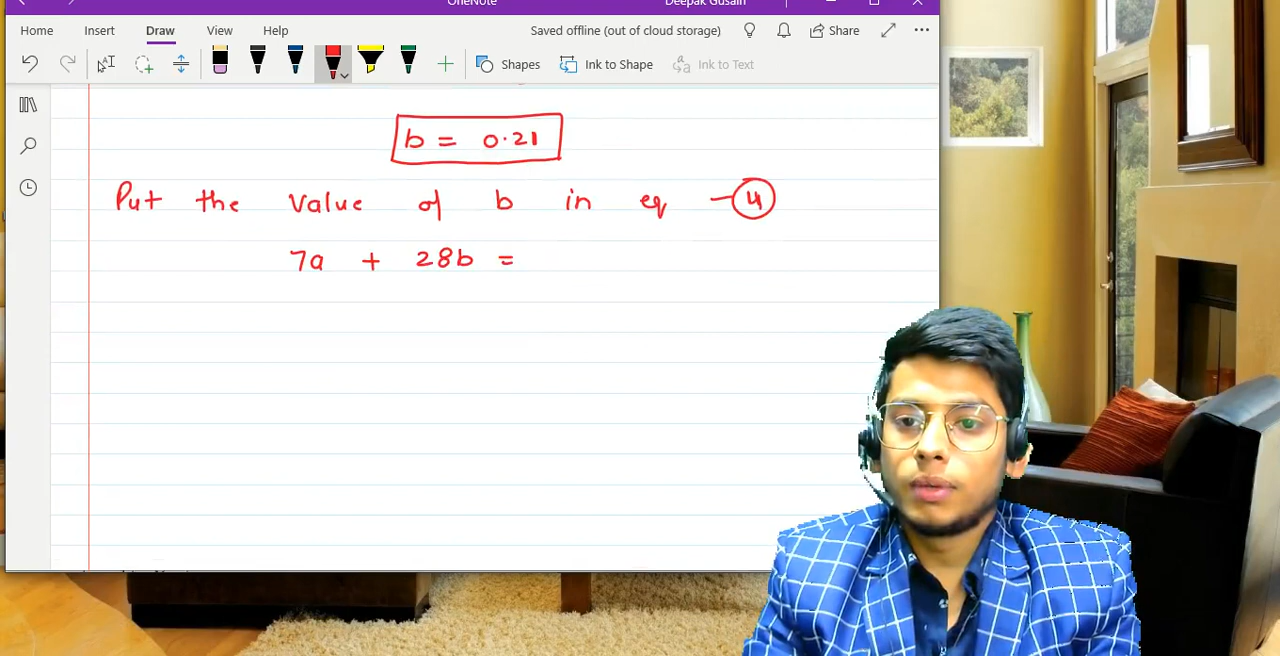 OneNote
Deepak Gusain
Home Insert Draw View Help
Saved offline (out of cloud storage)
Share
Shapes
Ink to Shape
Ink to Text
b = 0.21
Put the value of b in eq - 4
7a + 28b =